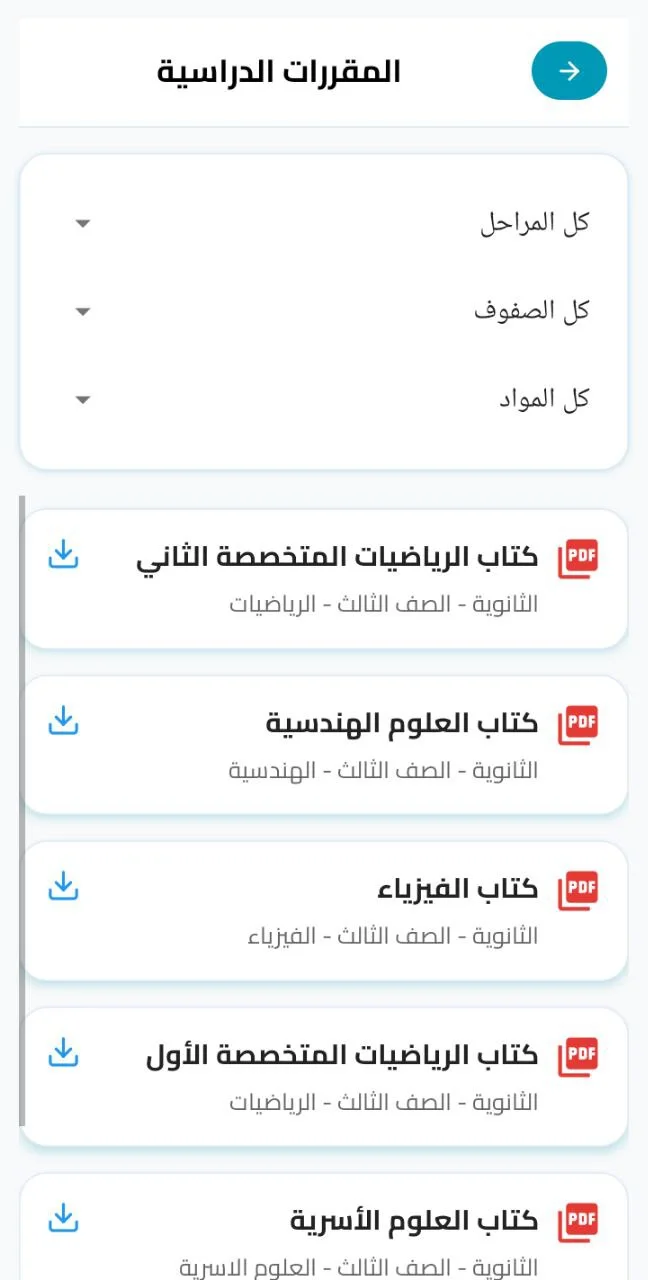 المقررات الدراسية
كل المراحل
كل الصفوف
كل المواد
PDF
كتاب الرياضيات المتخصصة الثاني
الثانوية - الصف الثالث - الرياضيات
PDF
كتاب العلوم الهندسية
الثانوية - الصف الثالث - الهندسية
PDF
كتاب الفيزياء
الثانوية - الصف الثالث - الفيزياء
PDF
كتاب الرياضيات المتخصصة الأول
الثانوية - الصف الثالث - الرياضيات
PDF
كتاب العلوم الأسرية
الثانوية - الصف الثالث - العلوم الاسرية